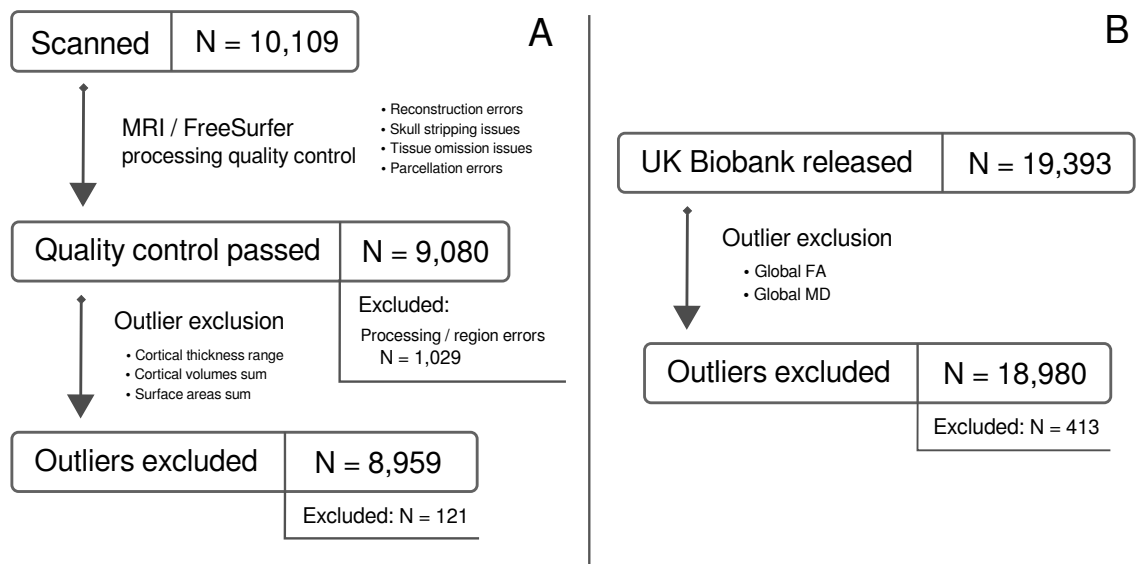 A
Scanned N = 10,109
MRI / FreeSurfer
processing quality control
• Reconstruction errors
• Skull stripping issues
• Tissue omission issues
• Parcellation errors
Quality control passed N = 9,080
Excluded:
Processing / region errors
N = 1,029
Outlier exclusion
• Cortical thickness range
• Cortical volumes sum
• Surface areas sum
Outliers excluded N = 8,959
Excluded: N = 121
B
UK Biobank released N = 19,393
Outlier exclusion
• Global FA
• Global MD
Outliers excluded N = 18,980
Excluded: N = 413